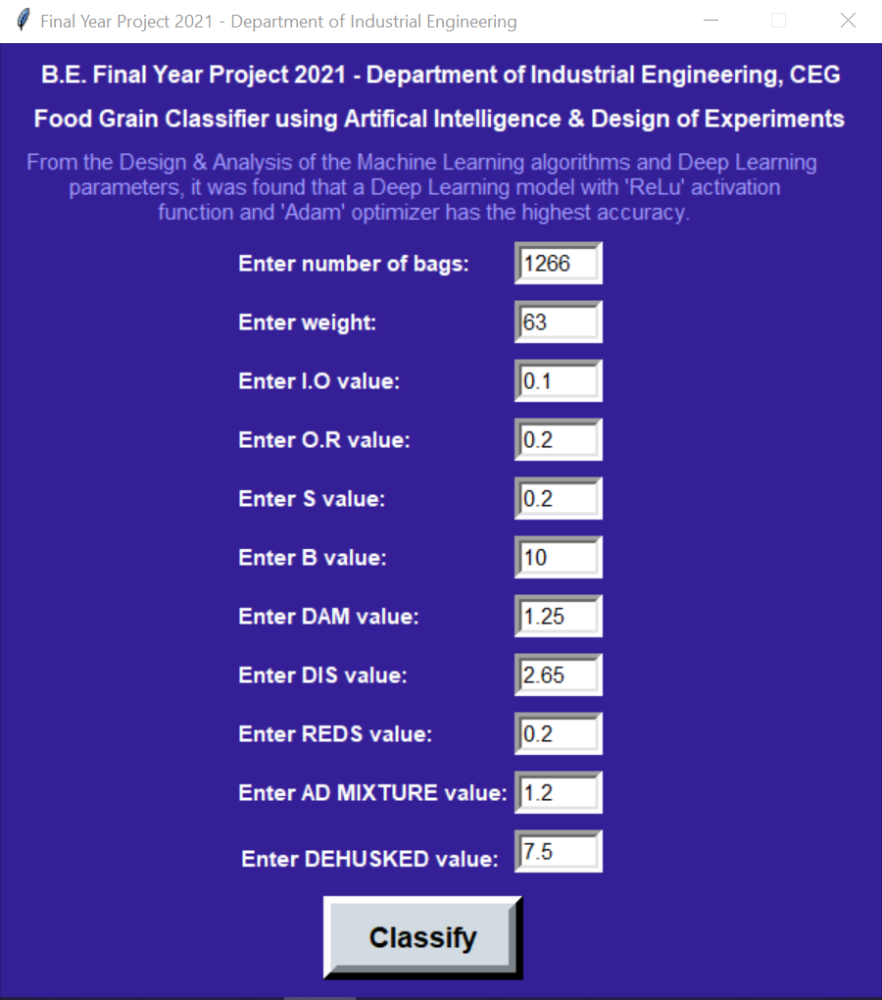 Final Year Project 2021 - Department of Industrial Engineering
B.E. Final Year Project 2021 - Department of Industrial Engineering, CEG
Food Grain Classifier using Artifical Intelligence & Design of Experiments
From the Design & Analysis of the Machine Learning algorithms and Deep Learning
parameters, it was found that a Deep Learning model with 'ReLu' activation
function and 'Adam' optimizer has the highest accuracy.
Enter number of bags: 1266
Enter weight: 63
Enter I.O value: 0.1
Enter O.R value: 0.2
Enter S value: 0.2
Enter B value: 10
Enter DAM value: 1.25
Enter DIS value: 2.65
Enter REDS value: 0.2
Enter AD MIXTURE value: 1.2
Enter DEHUSKED value: 7.5
Classify